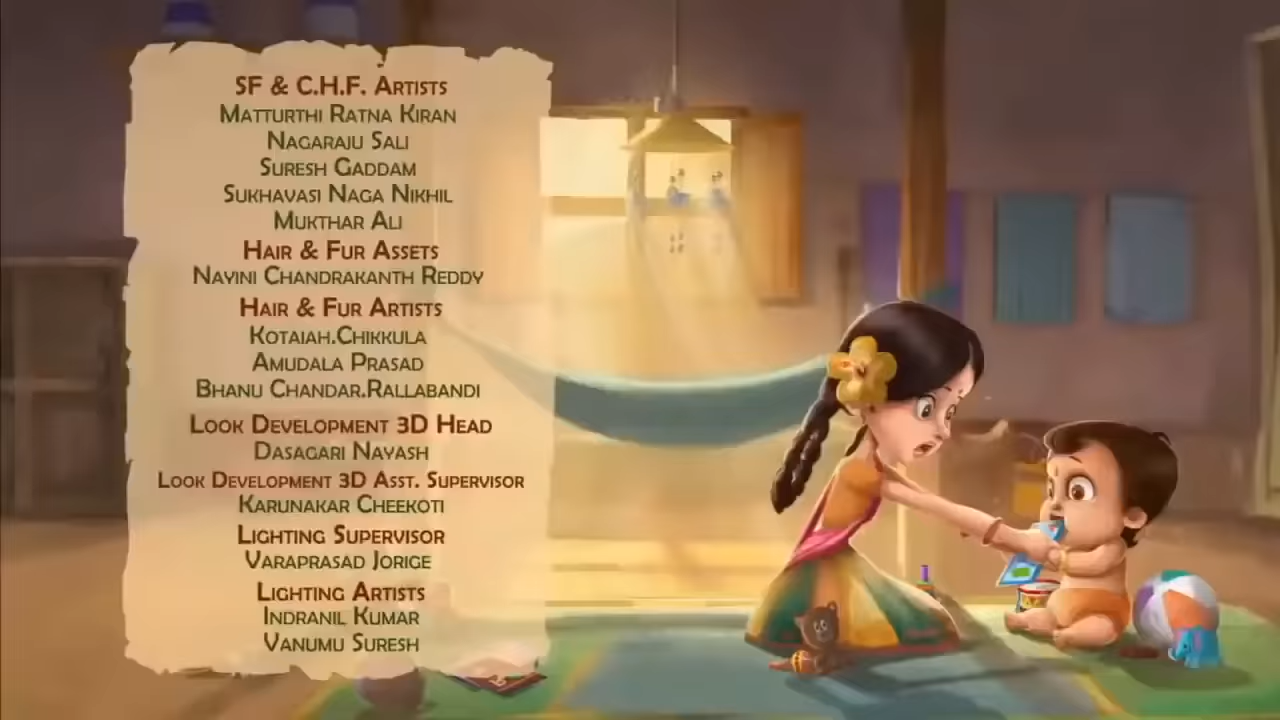 SF & C.H.F. Artists
Matturthi Ratna Kiran
Nagaraju Sali
Suresh Gaddam
Sukhavasi Naga Nikhil
Mukthar Ali
Hair & Fur Assets
Nayini Chandrakanth Reddy
Hair & Fur Artists
Kotaiah.Chikkula
Amudala Prasad
Bhanu Chandar.Rallabandi
Look Development 3D Head
Dasagari Nayash
Look Development 3D Asst. Supervisor
Karunakar Cheekoti
Lighting Supervisor
Varaprasad Jorige
Lighting Artists
Indranil Kumar
Vanumu Suresh